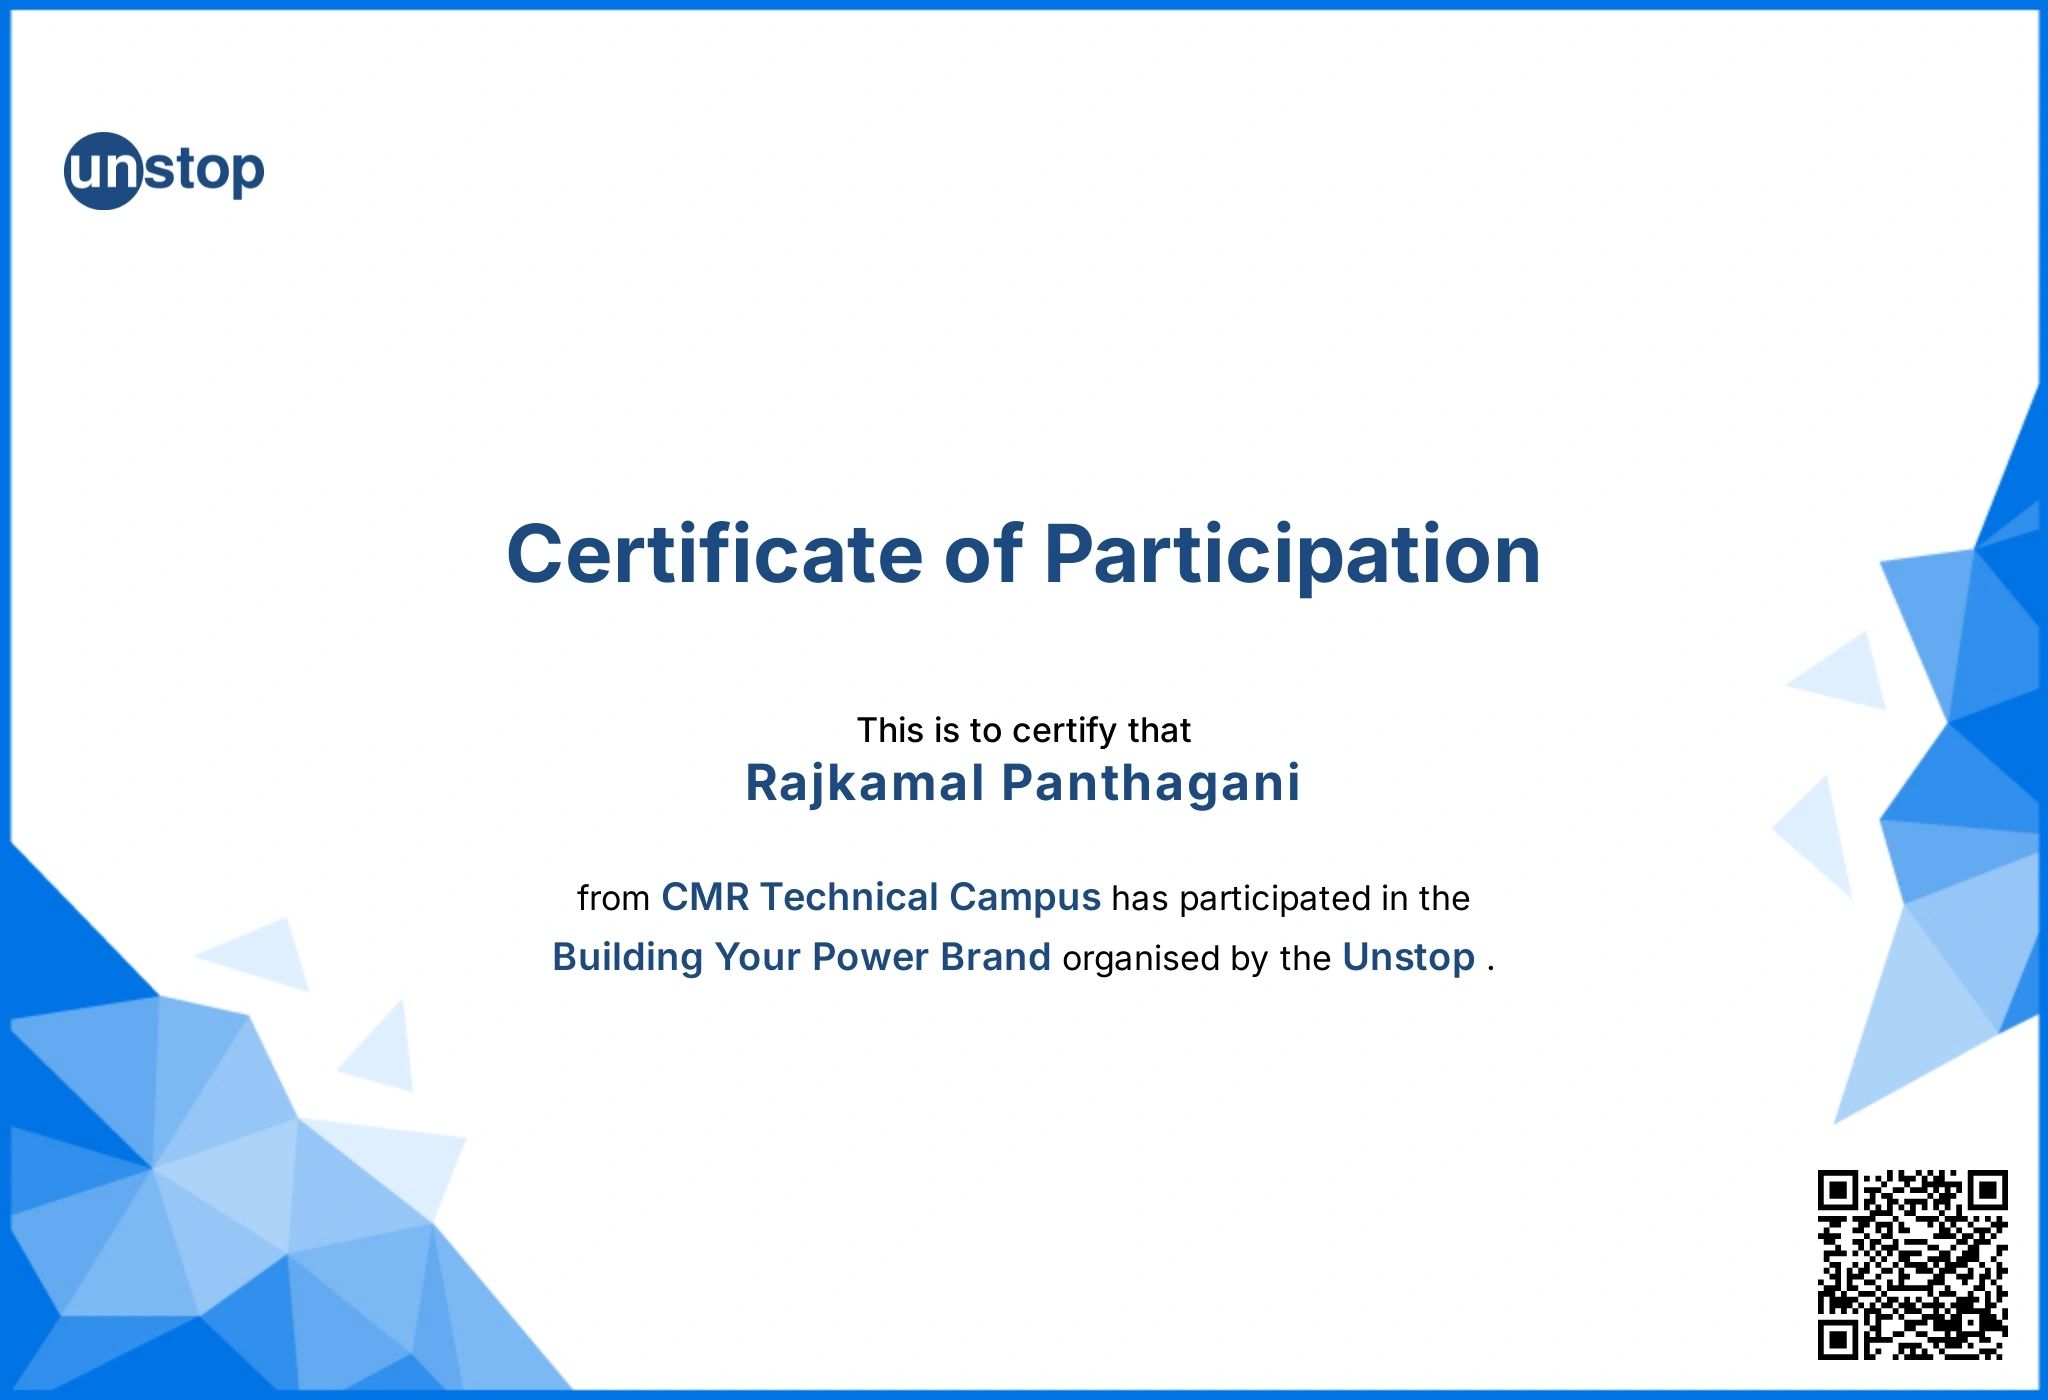 unstop
Certificate of Participation
This is to certify that
Rajkamal Panthagani
from CMR Technical Campus has participated in the
Building Your Power Brand organised by the Unstop .